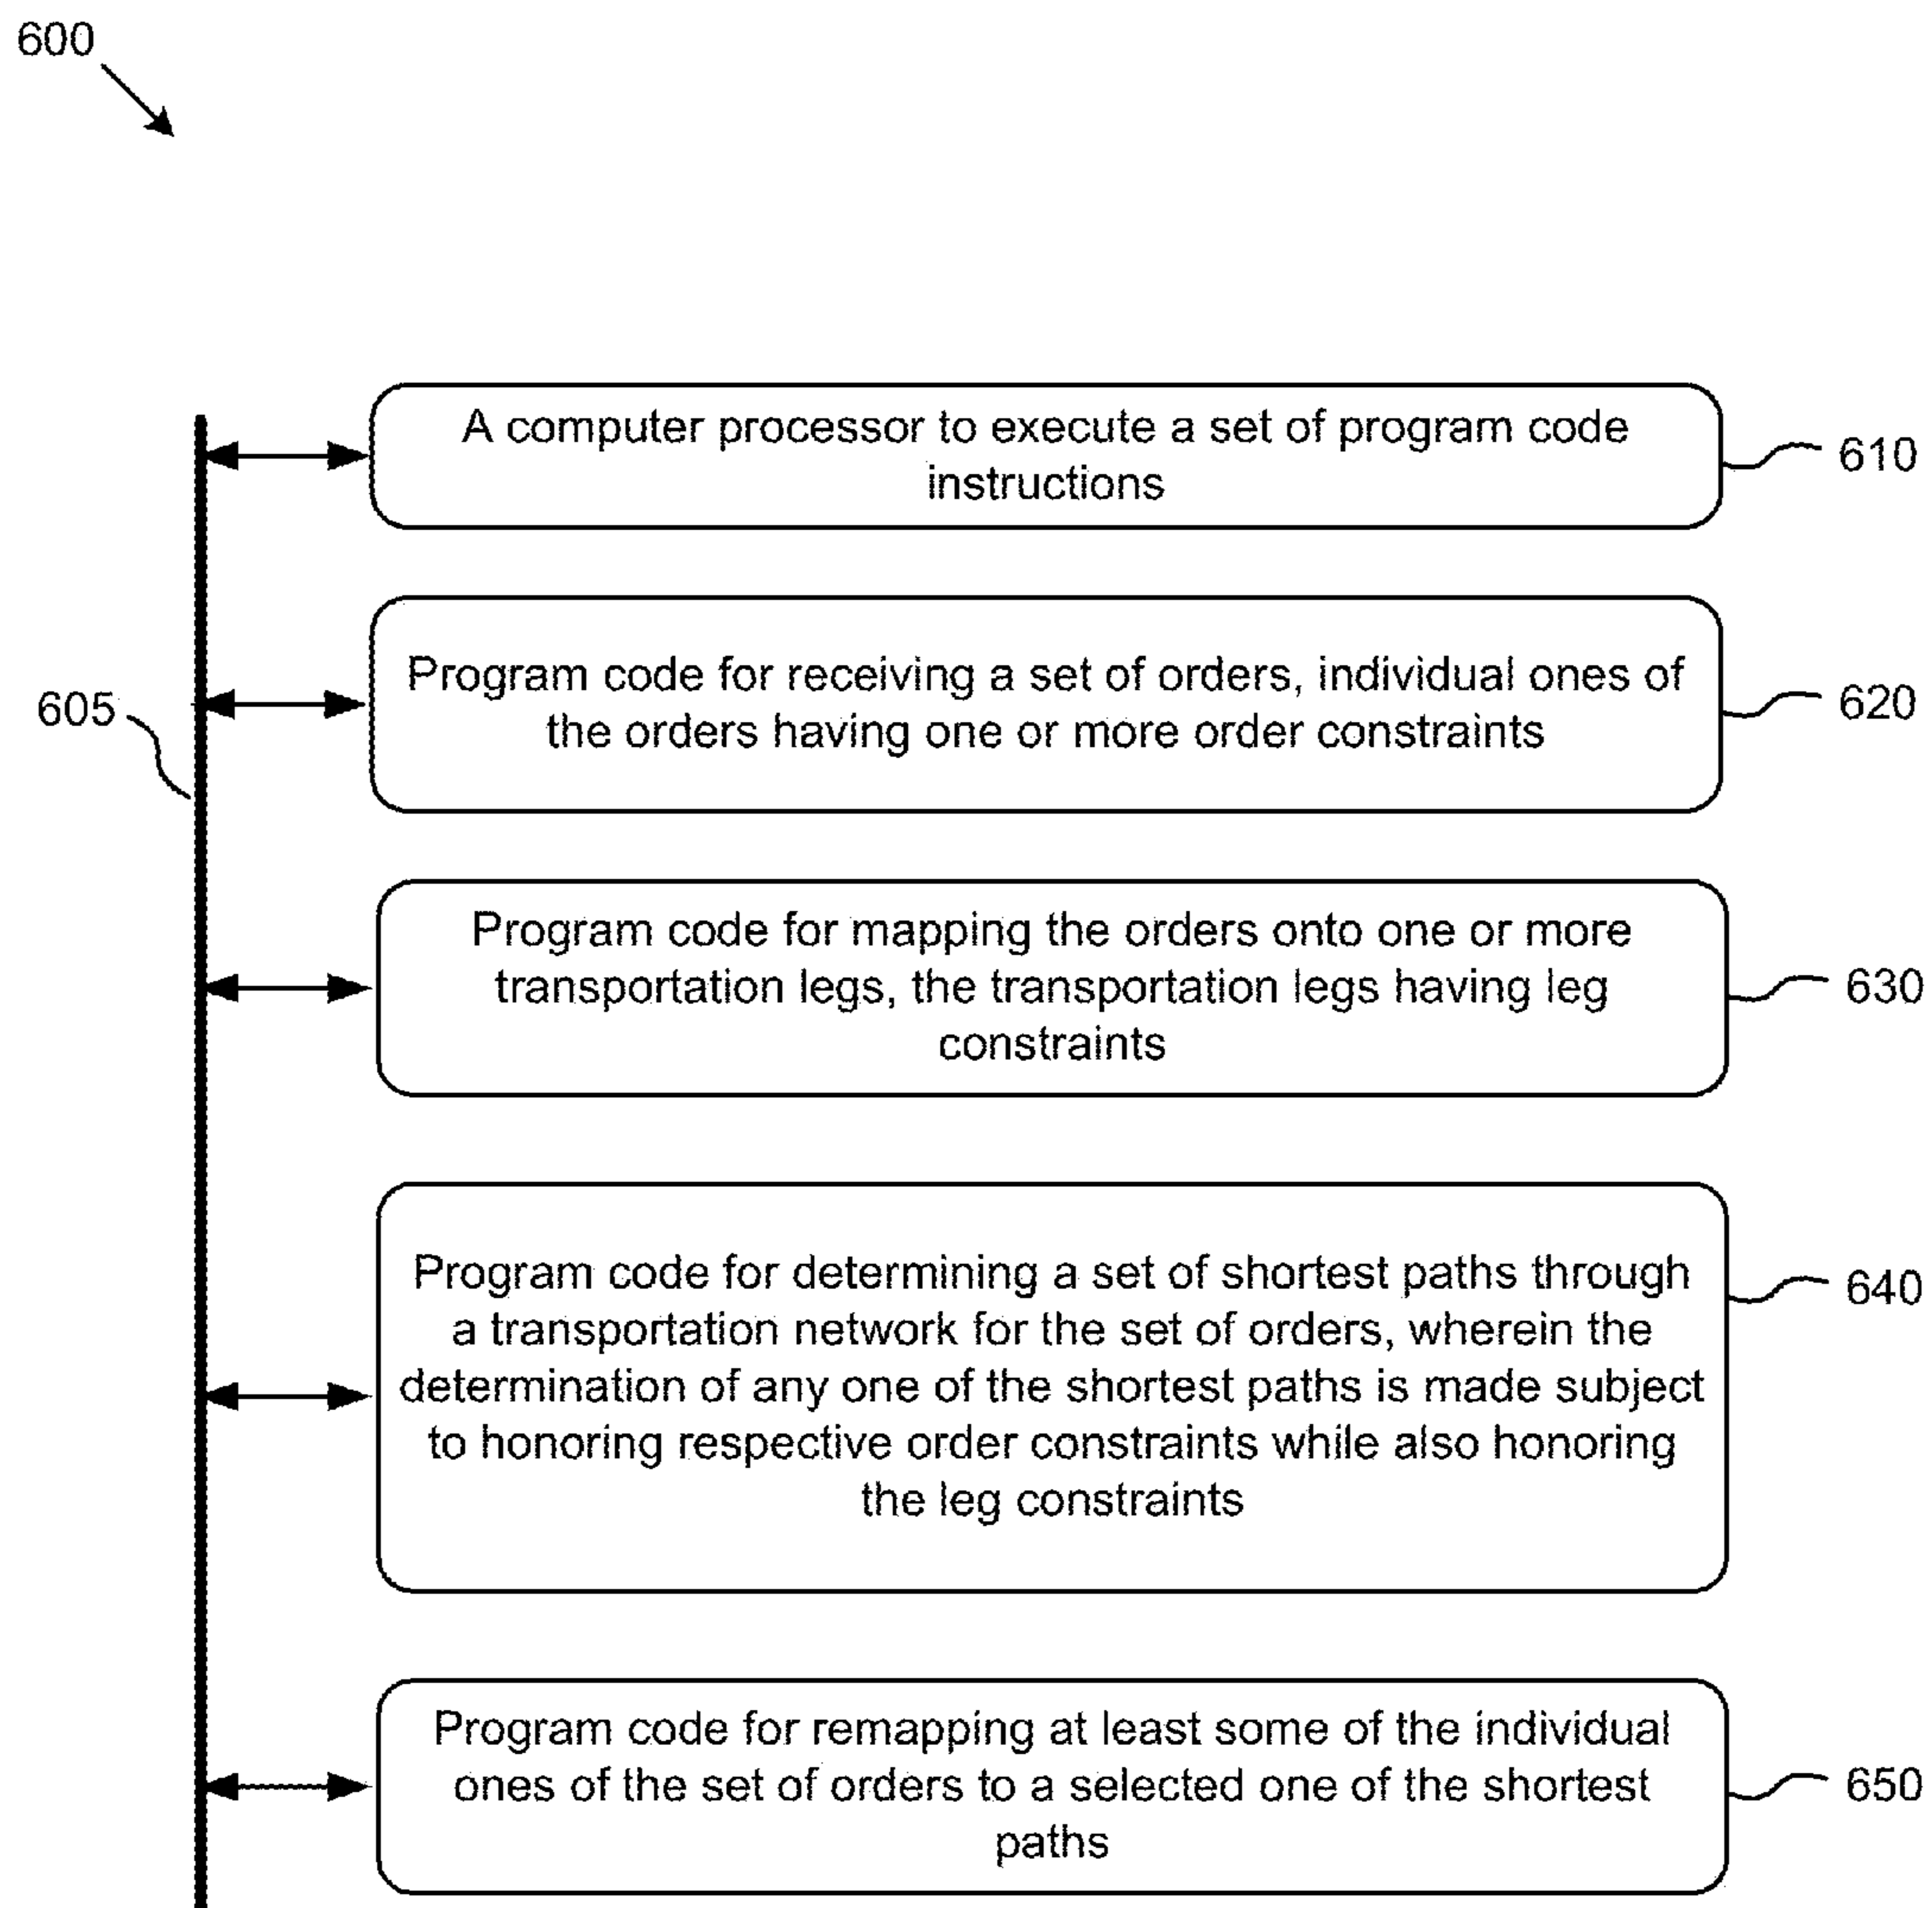 600
A computer processor to execute a set of program code
instructions
610
Program code for receiving a set of orders, individual ones of
the orders having one or more order constraints
620
605
Program code for mapping the orders onto one or more
transportation legs, the transportation legs having leg
constraints
630
Program code for determining a set of shortest paths through
a transportation network for the set of orders, wherein the
determination of any one of the shortest paths is made subject
to honoring respective order constraints while also honoring
the leg constraints
640
Program code for remapping at least some of the individual
ones of the set of orders to a selected one of the shortest
paths
650